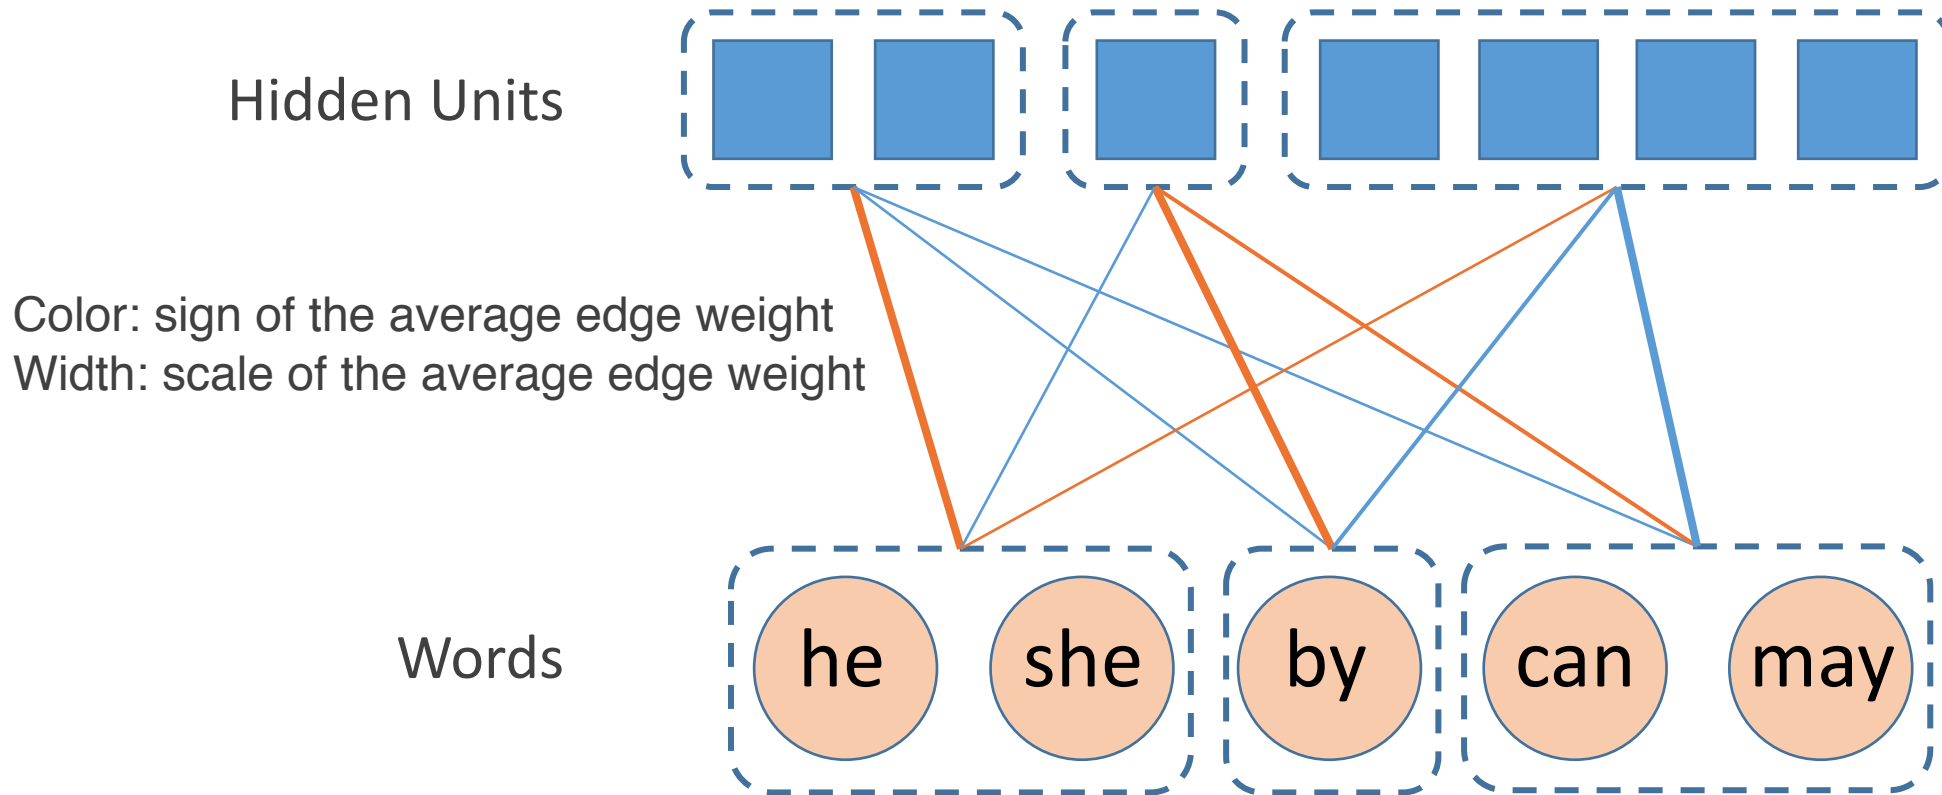 Hidden Units
Color: sign of the average edge weight
Width: scale of the average edge weight
Words
he
she
by
can
may